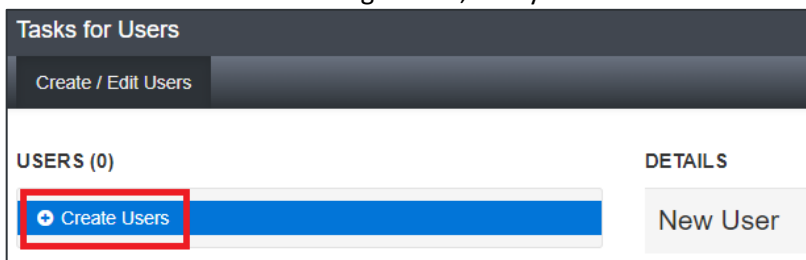 Tasks for Users
Create / Edit Users
USERS (0)
DETAILS
Create Users
New User